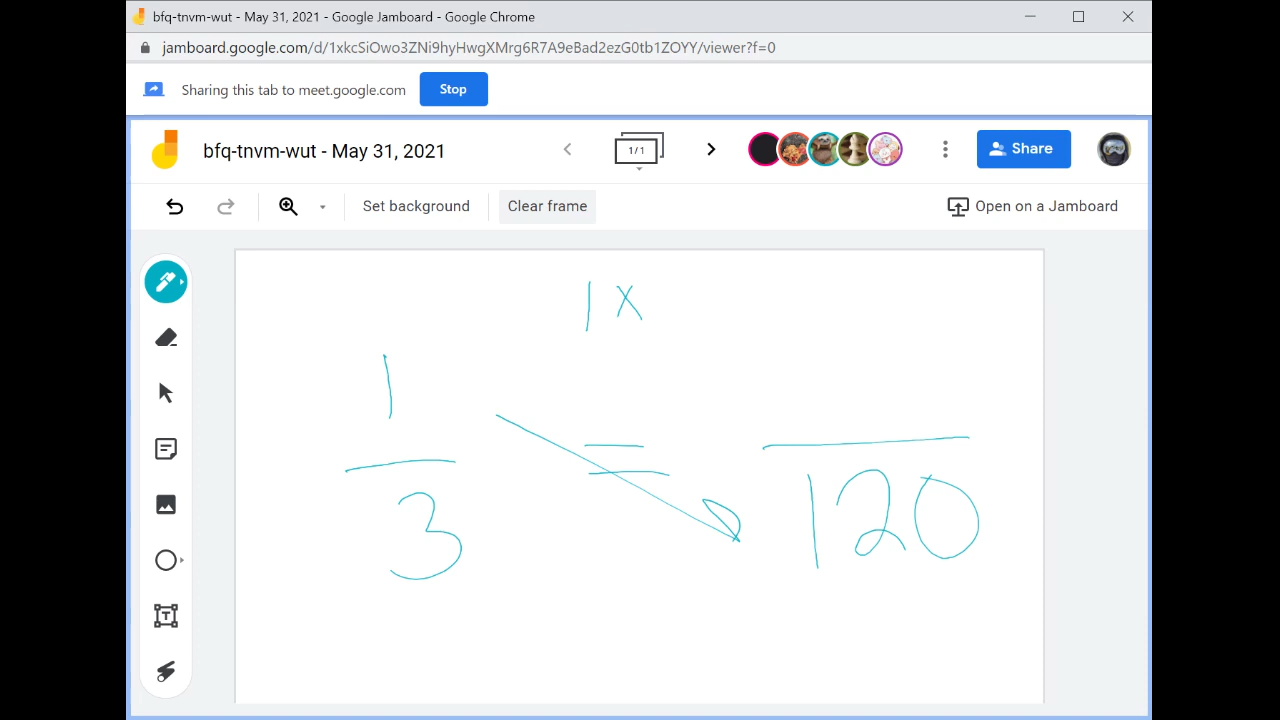 bfq-tnvm-wut - May 31, 2021 - Google Jamboard - Google Chrome
jamboard.google.com/d/1xkcSiOwo3ZNi9hyHwgXMrg6R7A9eBad2ezG0tb1ZOYY/viewer?f=0
Sharing this tab to meet.google.com Stop
bfq-tnvm-wut - May 31, 2021 1/1 Share
Set background Clear frame Open on a Jamboard
1 x
1
= 
3 120